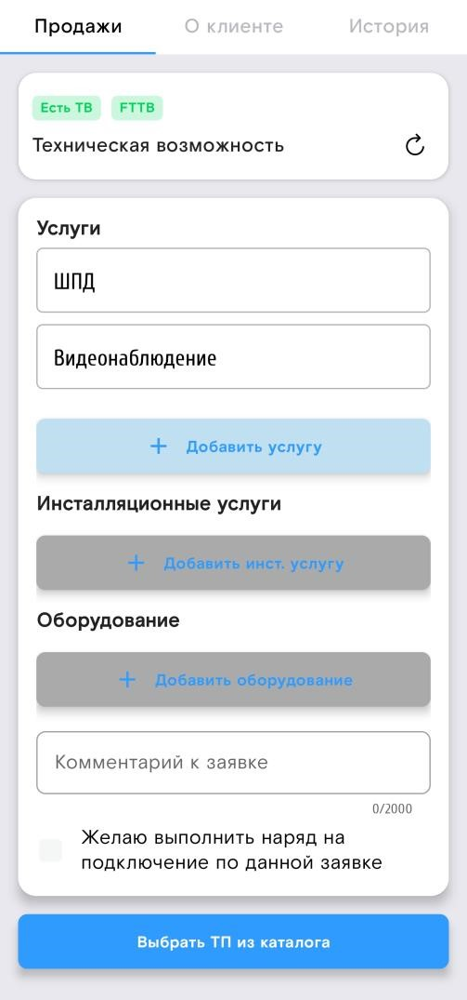 Продажи О клиенте История
Есть ТВ FTTB
Техническая возможность
Услуги
ШПД
Видеонаблюдение
+ Добавить услугу
Инсталляционные услуги
+ Добавить инст. услугу
Оборудование
+ Добавить оборудование
Комментарий к заявке
0/2000
Желаю выполнить наряд на
подключение по данной заявке
Выбрать ТП из каталога